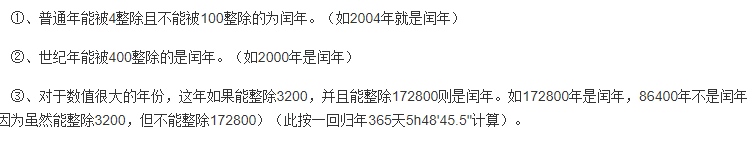 ①、普通年能被4整除且不能被100整除的为闰年。（如2004年就是闰年）
②、世纪年能被400整除的是闰年。（如2000年是闰年）
③、对于数值很大的年份，这年如果能整除3200，并且能整除172800则是闰年。如172800年是闰年，86400年不是闰年
因为虽然能整除3200，但不能整除172800）（此按一回归年365天5h48'45.5"计算）。